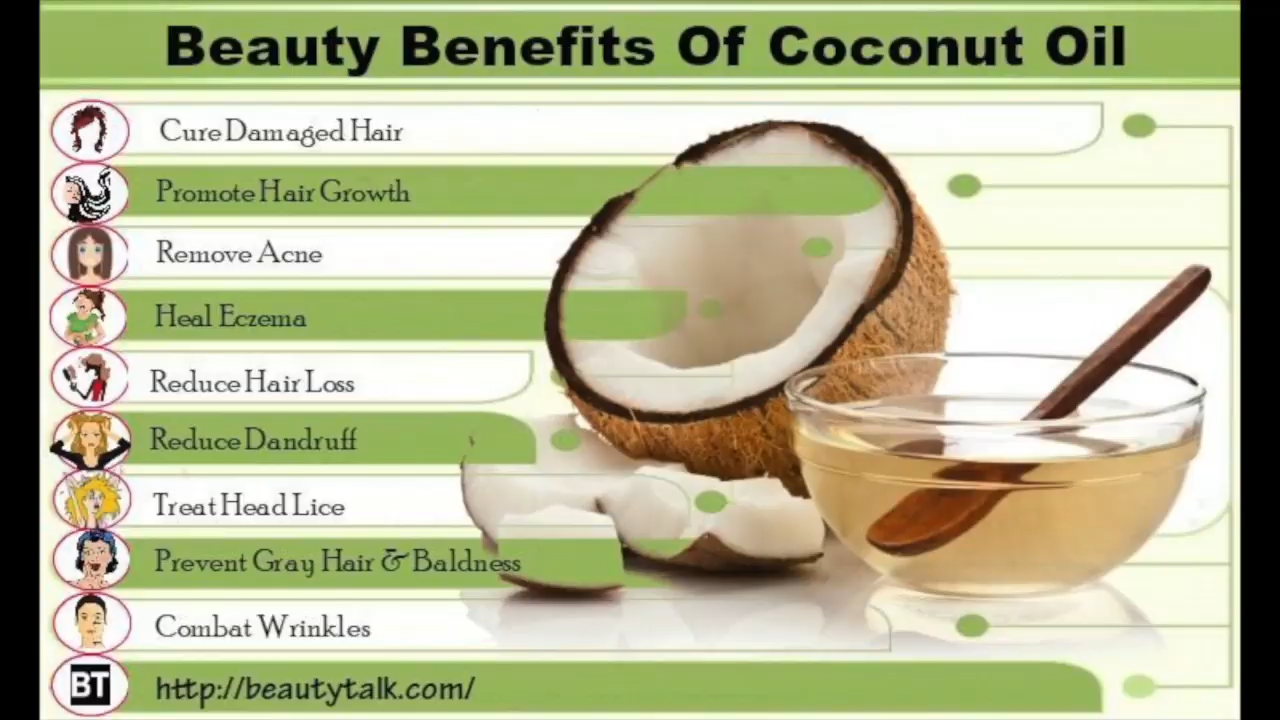 Beauty Benefits Of Coconut Oil
Cure Damaged Hair
Promote Hair Growth
Remove Acne
Heal Eczema
Reduce Hair Loss
Reduce Dandruff
Treat Head Lice
Prevent Gray Hair & Baldness
Combat Wrinkles
BT http://beautytalk.com/